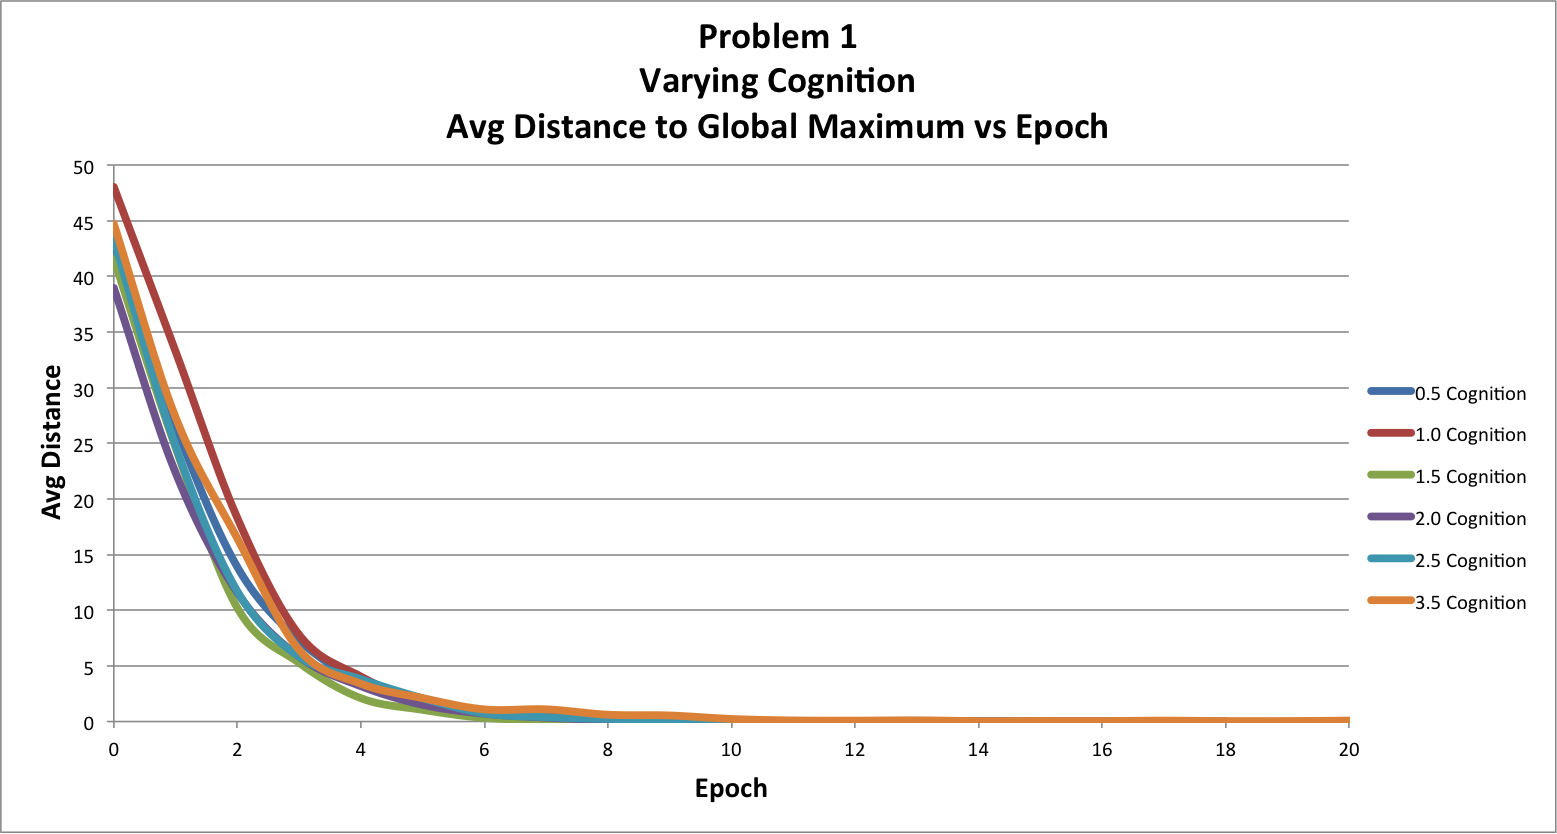 Problem 1
Varying Cognition
Avg Distance to Global Maximum vs Epoch
50
45
40
35
30
25
20
15
10
5
0
Avg Distance
0 2 4 6 8 10 12 14 16 18 20
Epoch
0.5 Cognition
1.0 Cognition
1.5 Cognition
2.0 Cognition
2.5 Cognition
3.5 Cognition